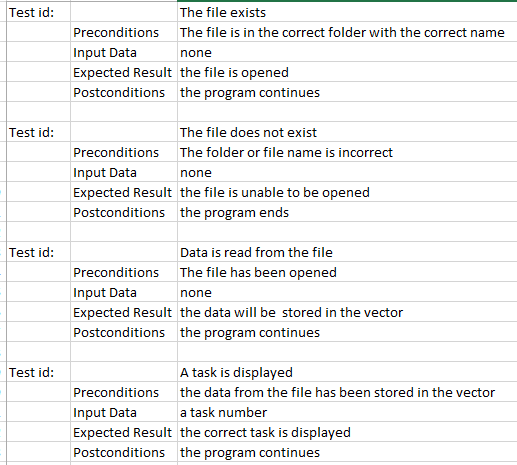 Test id: The file exists
Preconditions The file is in the correct folder with the correct name
Input Data none
Expected Result the file is opened
Postconditions the program continues
Test id: The file does not exist
Preconditions The folder or file name is incorrect
Input Data none
Expected Result the file is unable to be opened
Postconditions the program ends
Test id: Data is read from the file
Preconditions The file has been opened
Input Data none
Expected Result the data will be  stored in the vector
Postconditions the program continues
Test id: A task is displayed
Preconditions the data from the file has been stored in the vector
Input Data a task number
Expected Result the correct task is displayed
Postconditions the program continues